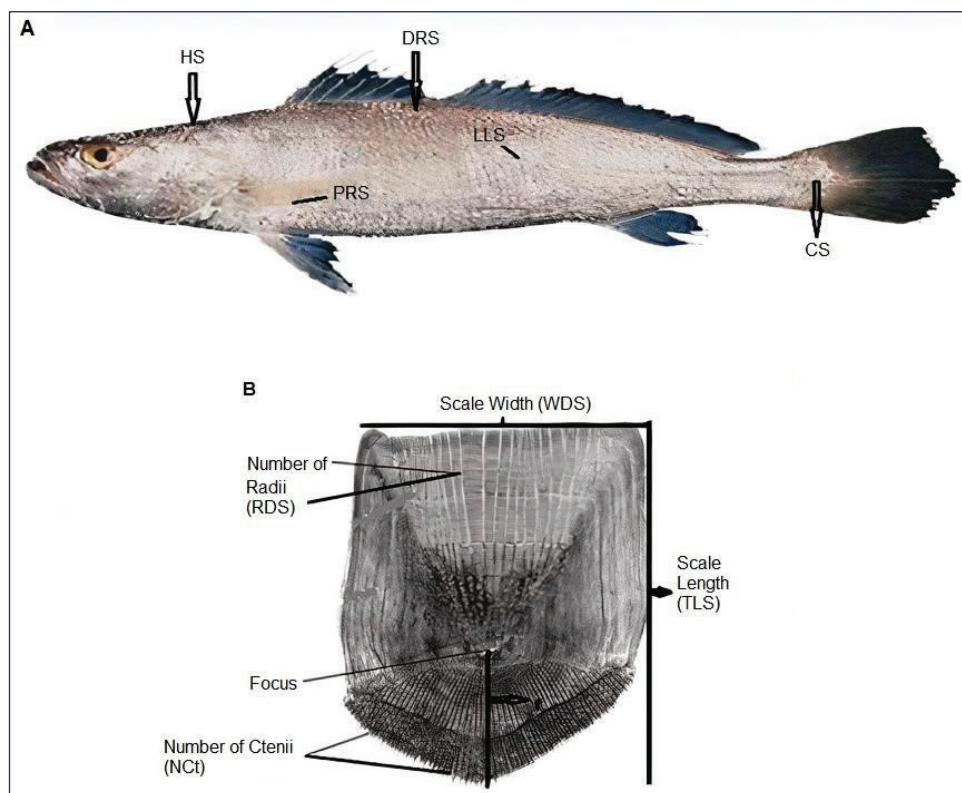 A
HS
DRS
LLS
PRS
CS
B
Scale Width (WDS)
Number of
Radii
(RDS)
Scale
Length
(TLS)
Focus
Number of Ctenii
(NCt)